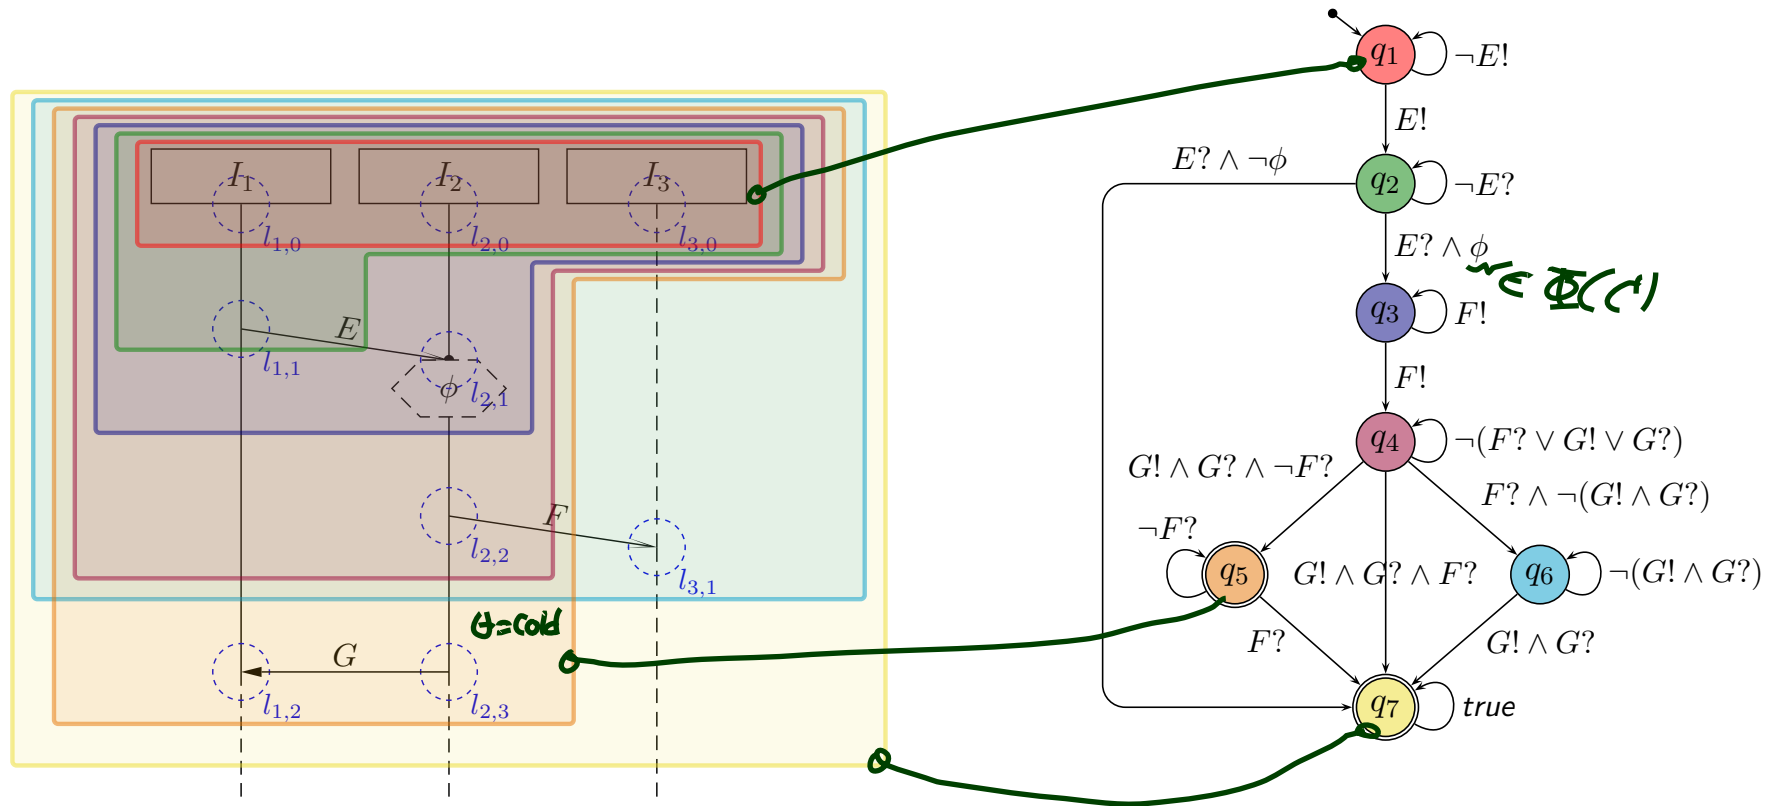 q1
¬E!
E!
E? ∧ ¬ϕ
I1 I2 I3
q2
¬E?
l1,0 l2,0 l3,0
E? ∧ ϕ
∈ Φ(C)
q3
F!
E
l1,1
ϕ
l2,1
F!
q4
¬(F? ∨ G! ∨ G?)
G! ∧ G? ∧ ¬F?
F? ∧ ¬(G! ∧ G?)
F
¬F?
l2,2
q5
G! ∧ G? ∧ F?
q6
¬(G! ∧ G?)
l3,1
Θ=cold
F?
G! ∧ G?
G
l1,2 l2,3
q7
true